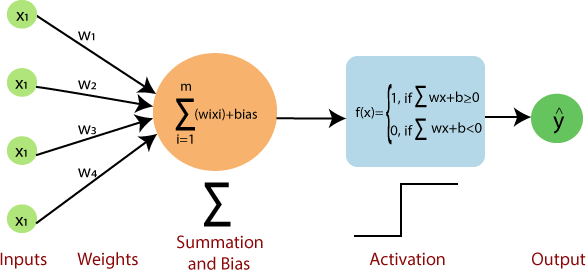 x₁
x₁
x₁
x₁
w₁
w₂
w₃
w₄
m
∑(wixi)+bias
i=1
f(x)={1, if ∑ wx+b≥0
0, if ∑ wx+b<0
ŷ
∑
Inputs
Weights
Summation
and Bias
Activation
Output